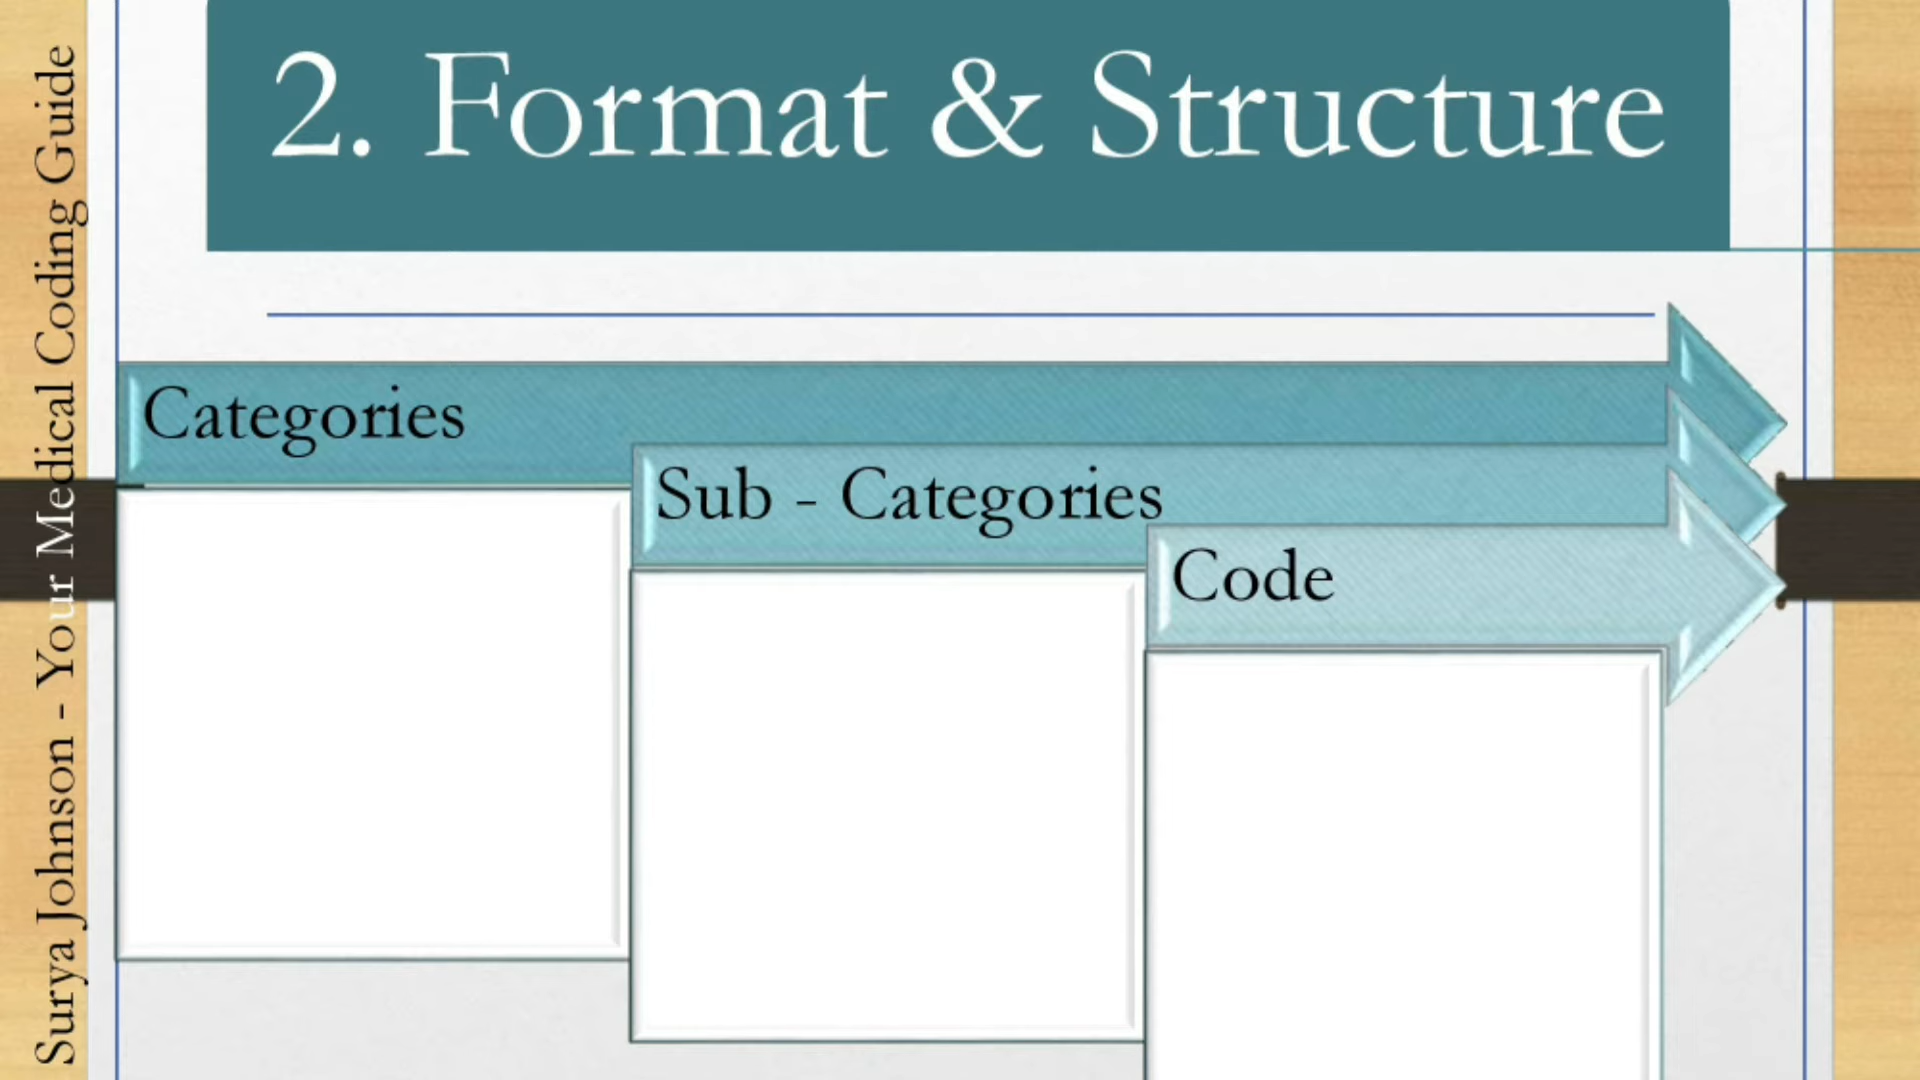 2. Format & Structure
Categories
Sub - Categories
Code
Surya Johnson - Your Medical Coding Guide